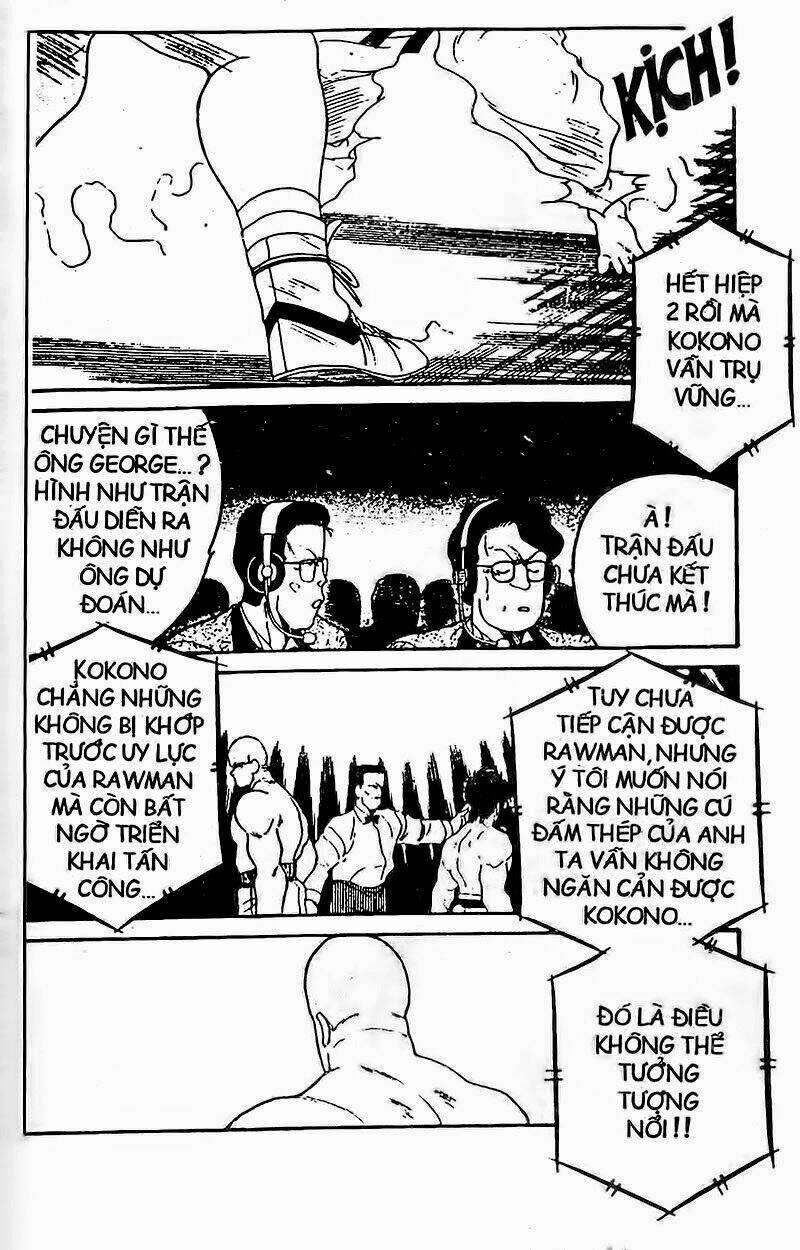 KỊCH!
HẾT HIỆP
2 RỒI MÀ
KOKONO
VẪN TRỤ
VỮNG...
CHUYỆN GÌ THẾ
ÔNG GEORGE...?
HÌNH NHƯ TRẬN
ĐẤU DIỄN RA
KHÔNG NHƯ
ÔNG DỰ
ĐOÁN...
À!
TRẬN ĐẤU
CHƯA KẾT
THÚC MÀ!
KOKONO
CHẲNG NHỮNG
KHÔNG BỊ KHỚP
TRƯỚC UY LỰC
CỦA RAWMAN
MÀ CÒN BẤT
NGỜ TRIỂN
KHAI TẤN
CÔNG...
TUY CHƯA
TIẾP CẬN ĐƯỢC
RAWMAN, NHƯNG
Ý TÔI MUỐN NÓI
RẰNG NHỮNG CÚ
ĐẤM THÉP CỦA ANH
TA VẪN KHÔNG
NGĂN CẢN ĐƯỢC
KOKONO...
ĐÓ LÀ ĐIỀU
KHÔNG THỂ
TƯỞNG
TƯỢNG
NỔI!!